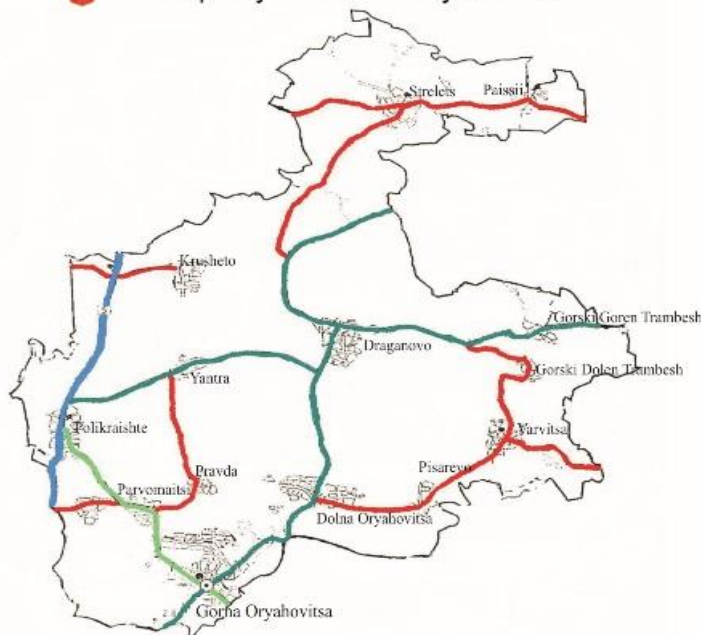 Strelets
Paissii
Krusheto
Gorski Goren Trambesh
Draganovo
Gorski Dolen Trambesh
Yantra
Polikraishte
Varvitsa
Pisarevo
Pravda
Parvomaitsi
Dolna Oryahovitsa
Gorna Oryahovitsa